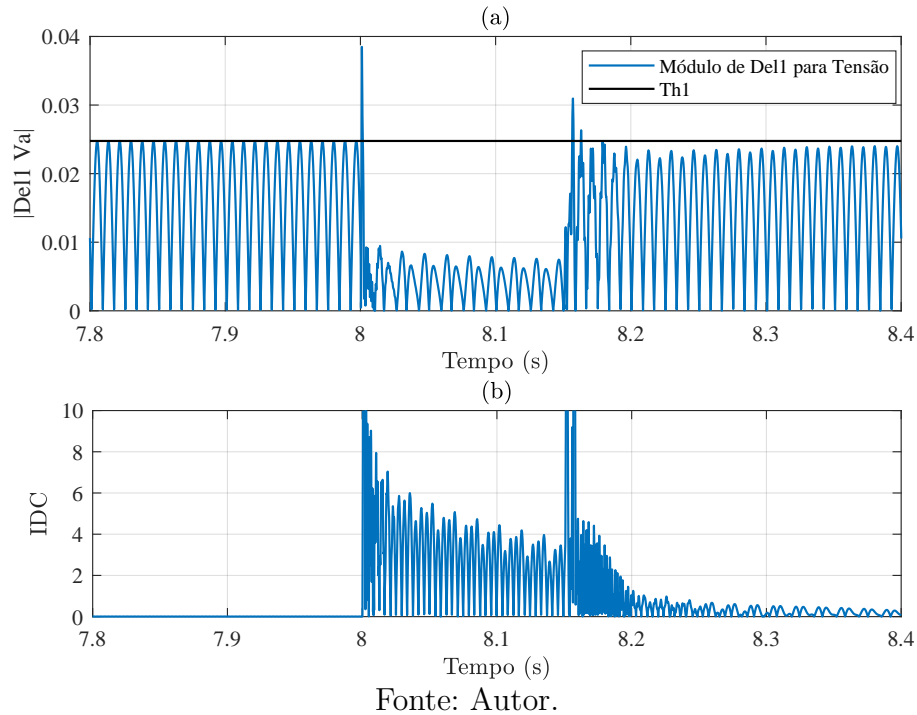 (a)
0.04
0.03
0.02
0.01
0
|Del1 Va|
Módulo de Del1 para Tensão
Th1
7.8 7.9 8 8.1 8.2 8.3 8.4
Tempo (s)
(b)
10
8
6
4
2
0
IDC
7.8 7.9 8 8.1 8.2 8.3 8.4
Tempo (s)
Fonte: Autor.